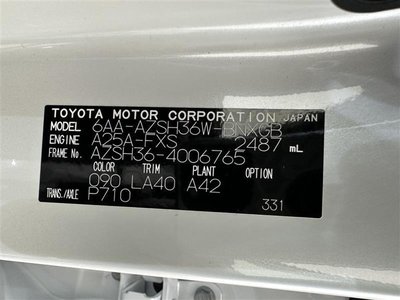 TOYOTA MOTOR CORPORATION JAPAN
MODEL 6AA-AZSH36W-BNXGB
ENGINE A25A-FXS 2487 mL
FRAME No. AZSH36-4006765
COLOR TRIM PLANT OPTION
090 LA40 A42
TRANS./AXLE P710
331